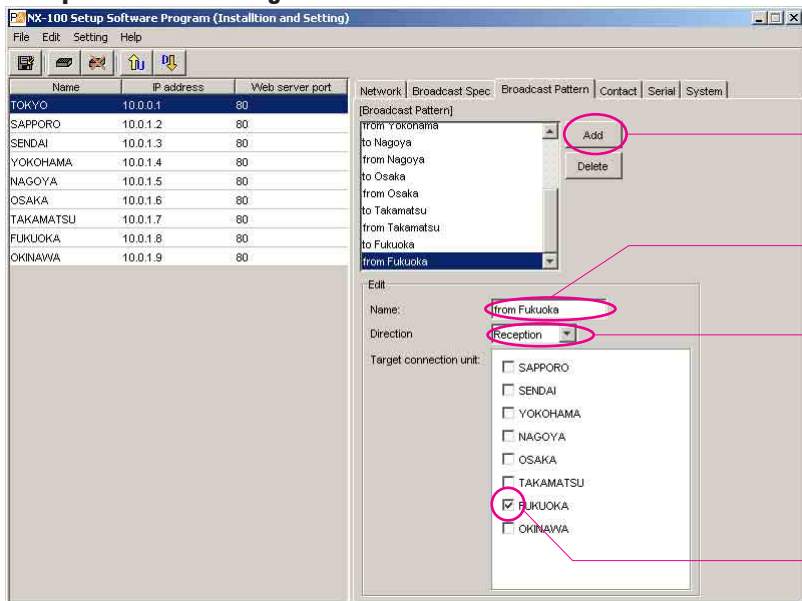 NX-100 Setup Software Program (Installtion and Setting)
File Edit Setting Help
Name IP address Web server port
TOKYO 10.0.0.1 80
SAPPORO 10.0.1.2 80
SENDAI 10.0.1.3 80
YOKOHAMA 10.0.1.4 80
NAGOYA 10.0.1.5 80
OSAKA 10.0.1.6 80
TAKAMATSU 10.0.1.7 80
FUKUOKA 10.0.1.8 80
OKINAWA 10.0.1.9 80
Network Broadcast Spec Broadcast Pattern Contact Serial System
[Broadcast Pattern]
from Yokohama
to Nagoya
from Nagoya
to Osaka
from Osaka
to Takamatsu
from Takamatsu
to Fukuoka
from Fukuoka
Add
Delete
Edit
Name: from Fukuoka
Direction Reception
Target connection unit:
SAPPORO
SENDAI
YOKOHAMA
NAGOYA
OSAKA
TAKAMATSU
FUKUOKA
OKINAWA